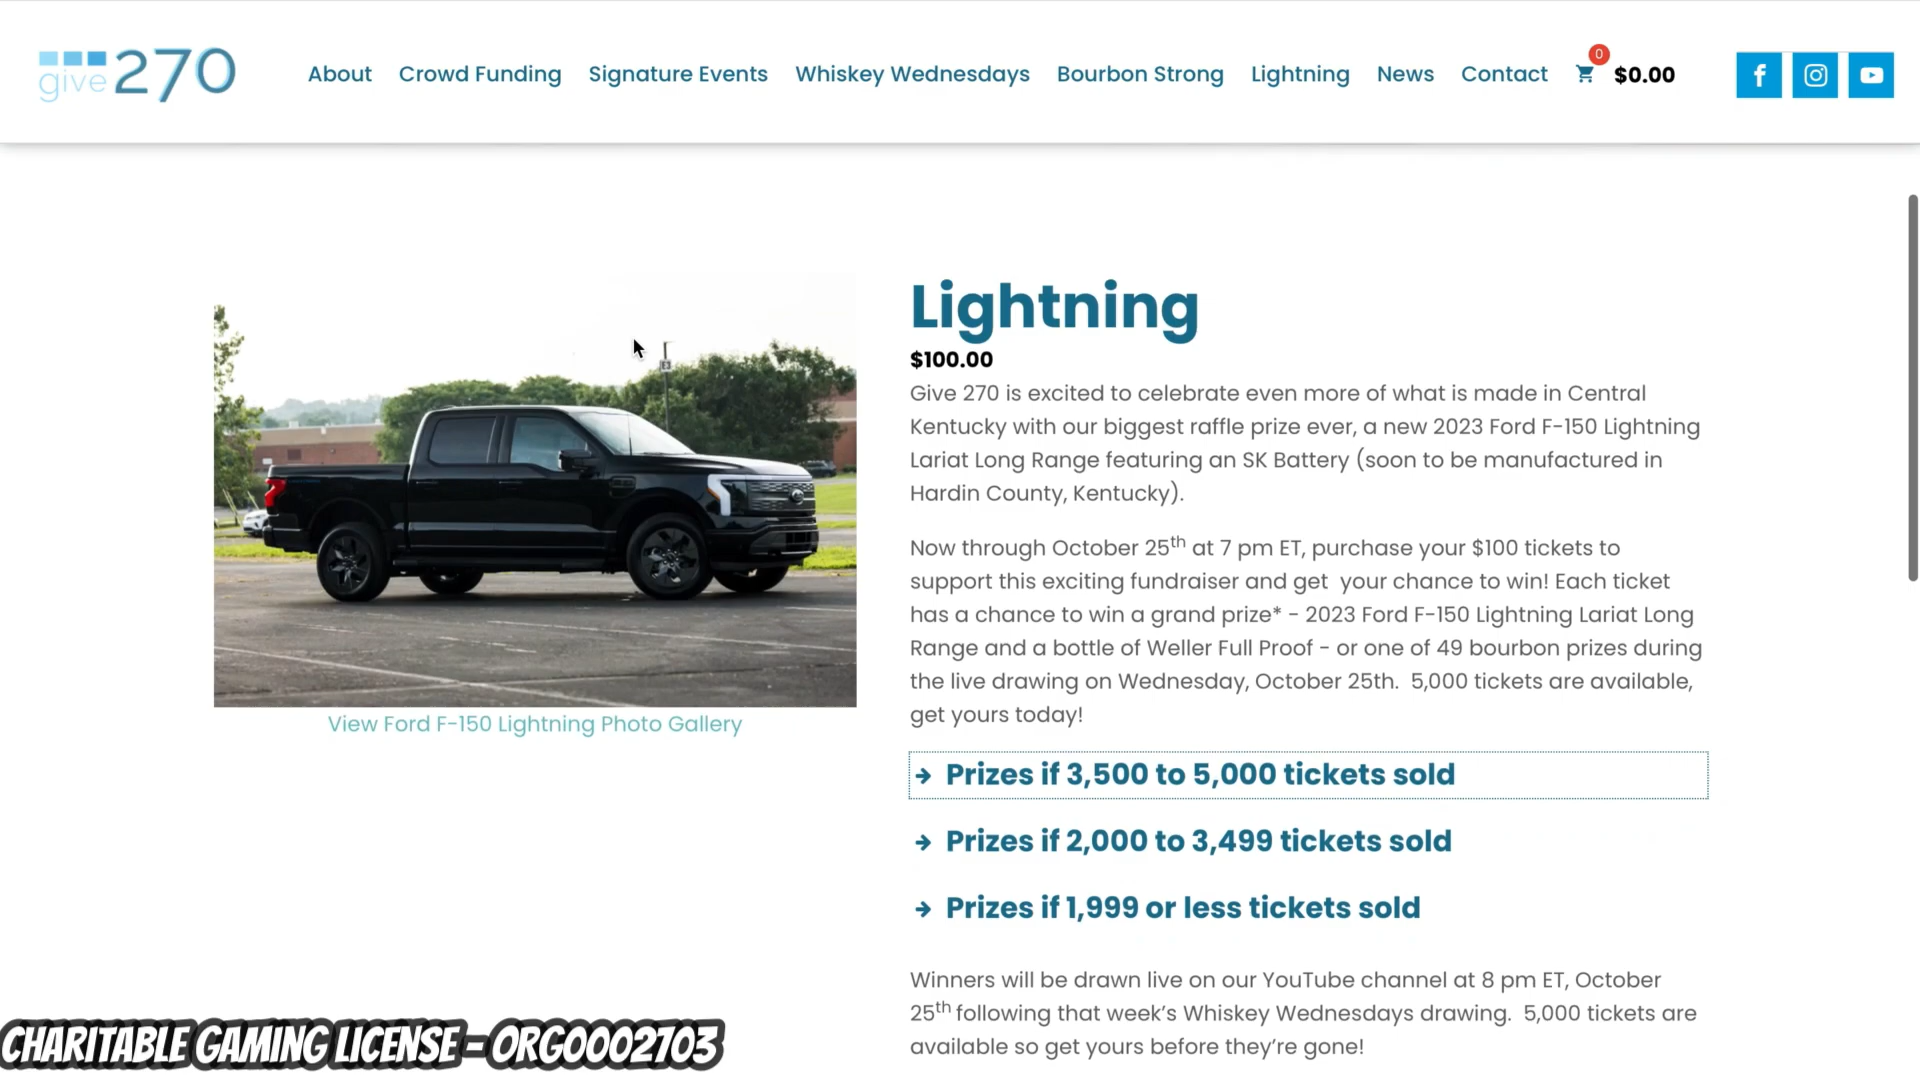 give270
About
Crowd Funding
Signature Events
Whiskey Wednesdays
Bourbon Strong
Lightning
News
Contact
0
$0.00
Lightning
$100.00
Give 270 is excited to celebrate even more of what is made in Central
Kentucky with our biggest raffle prize ever, a new 2023 Ford F-150 Lightning
Lariat Long Range featuring an SK Battery (soon to be manufactured in
Hardin County, Kentucky).
Now through October 25th at 7 pm ET, purchase your $100 tickets to
support this exciting fundraiser and get your chance to win! Each ticket
has a chance to win a grand prize* - 2023 Ford F-150 Lightning Lariat Long
Range and a bottle of Weller Full Proof - or one of 49 bourbon prizes during
the live drawing on Wednesday, October 25th. 5,000 tickets are available,
get yours today!
View Ford F-150 Lightning Photo Gallery
Prizes if 3,500 to 5,000 tickets sold
Prizes if 2,000 to 3,499 tickets sold
Prizes if 1,999 or less tickets sold
Winners will be drawn live on our YouTube channel at 8 pm ET, October
25th following that week's Whiskey Wednesdays drawing. 5,000 tickets are
available so get yours before they're gone!
CHARITABLE GAMING LICENSE - ORG0002703